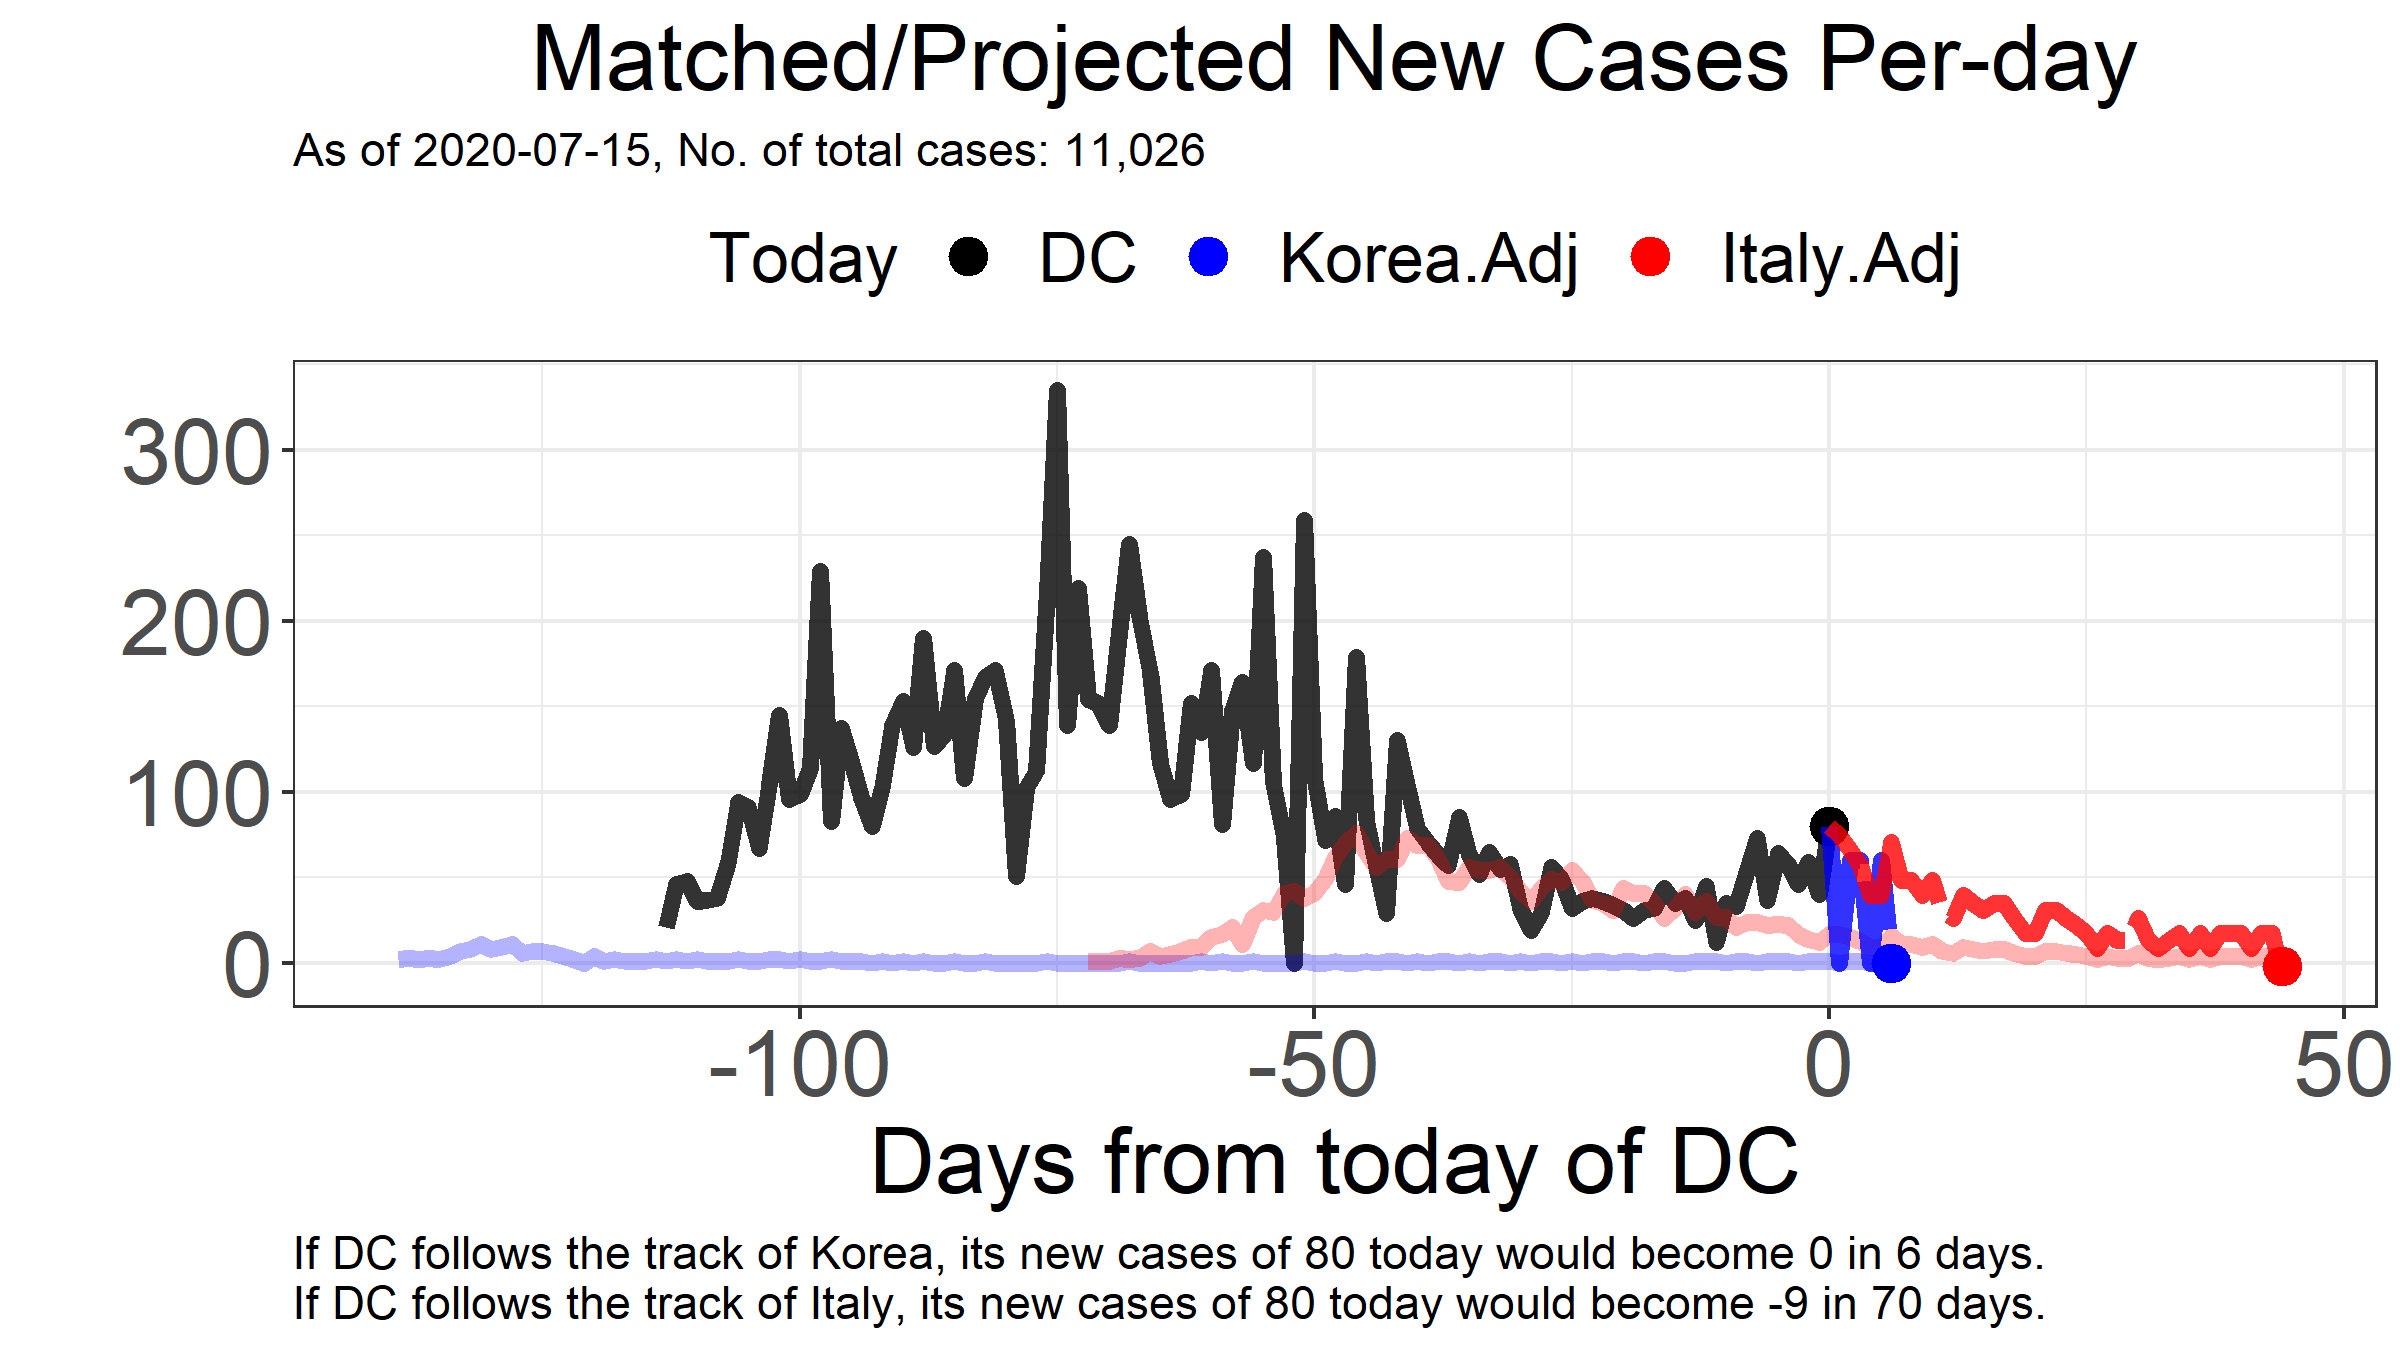 Matched/Projected New Cases Per-day
As of 2020-07-15, No. of total cases: 11,026
Today DC Korea.Adj Italy.Adj
300
200
100
0
-100 -50 0 50
Days from today of DC
If DC follows the track of Korea, its new cases of 80 today would become 0 in 6 days.
If DC follows the track of Italy, its new cases of 80 today would become -9 in 70 days.